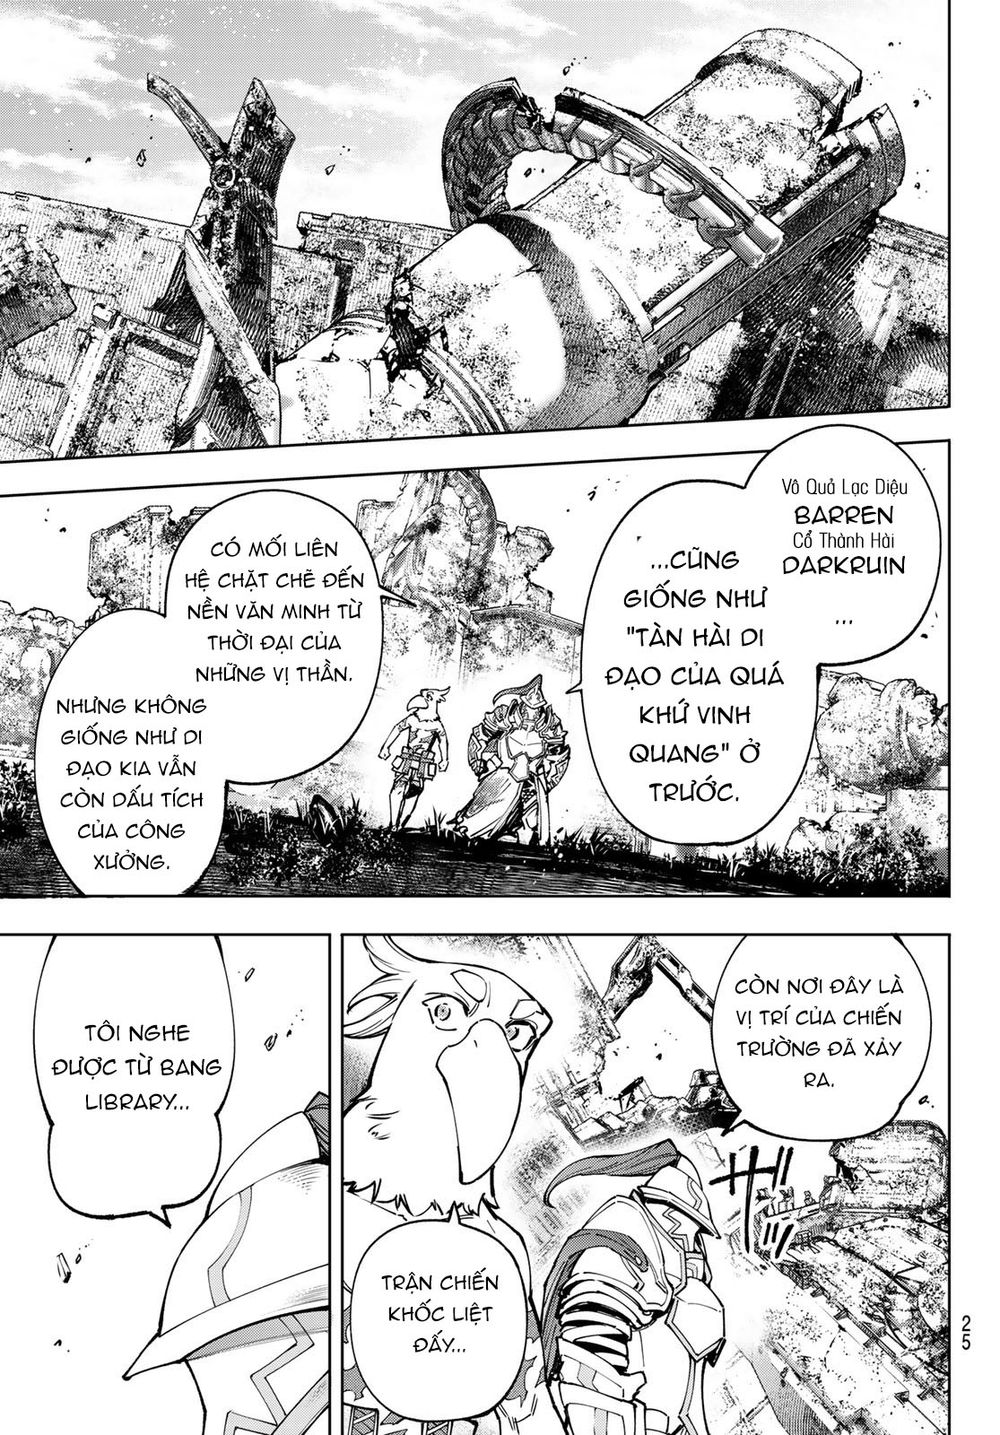 Vô Quả Lạc Diệu
BARREN
Cổ Thành Hài
DARKRUIN
...
...CŨNG
GIỐNG NHƯ
"TÀN HÀI DI
ĐẠO CỦA QUÁ
KHỨ VINH
QUANG" Ở
TRƯỚC.
CÓ MỐI LIÊN
HỆ CHẶT CHẼ ĐẾN
NỀN VĂN MINH TỪ
THỜI ĐẠI CỦA
NHỮNG VỊ THẦN.
NHƯNG KHÔNG
GIỐNG NHƯ DI
ĐẠO KIA VẪN
CÒN DẤU TÍCH
CỦA CÔNG
XƯỞNG.
CÒN NƠI ĐÂY LÀ
VỊ TRÍ CỦA CHIẾN
TRƯỜNG ĐÃ XẢY
RA.
TRẬN CHIẾN
KHỐC LIỆT
ĐẤY...
TÔI NGHE
ĐƯỢC TỪ BANG
LIBRARY...
25